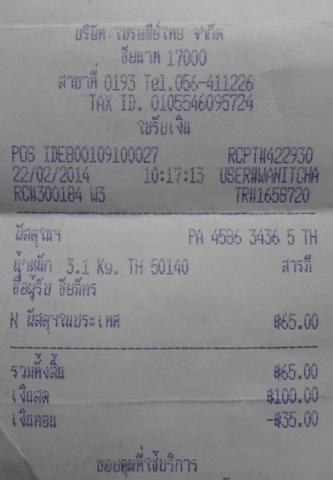 บริษัท ไปรษณีย์ไทย จำกัด
ชัยนาท 17000
สาขาที่ 0193 Tel.056-411226
TAX ID. 0105546095724
ใบรับเงิน
POS IDE800109100027 RCPT#422930
22/02/2014 10:17:13 USER#WANITCHA
RC#300184 W3 TR#1658720
พัสดุฯฯ PA 4586 3436 5 TH
น้ำหนัก 3.1 Kg. TH 50140 สารภี
ชื่อผู้รับ ชัยภัคร
N พัสดุฯในประเทศ ฿65.00
รวมทั้งสิ้น ฿65.00
เงินสด ฿100.00
เงินทอน -฿35.00
ขอบคุณที่ใช้บริการ